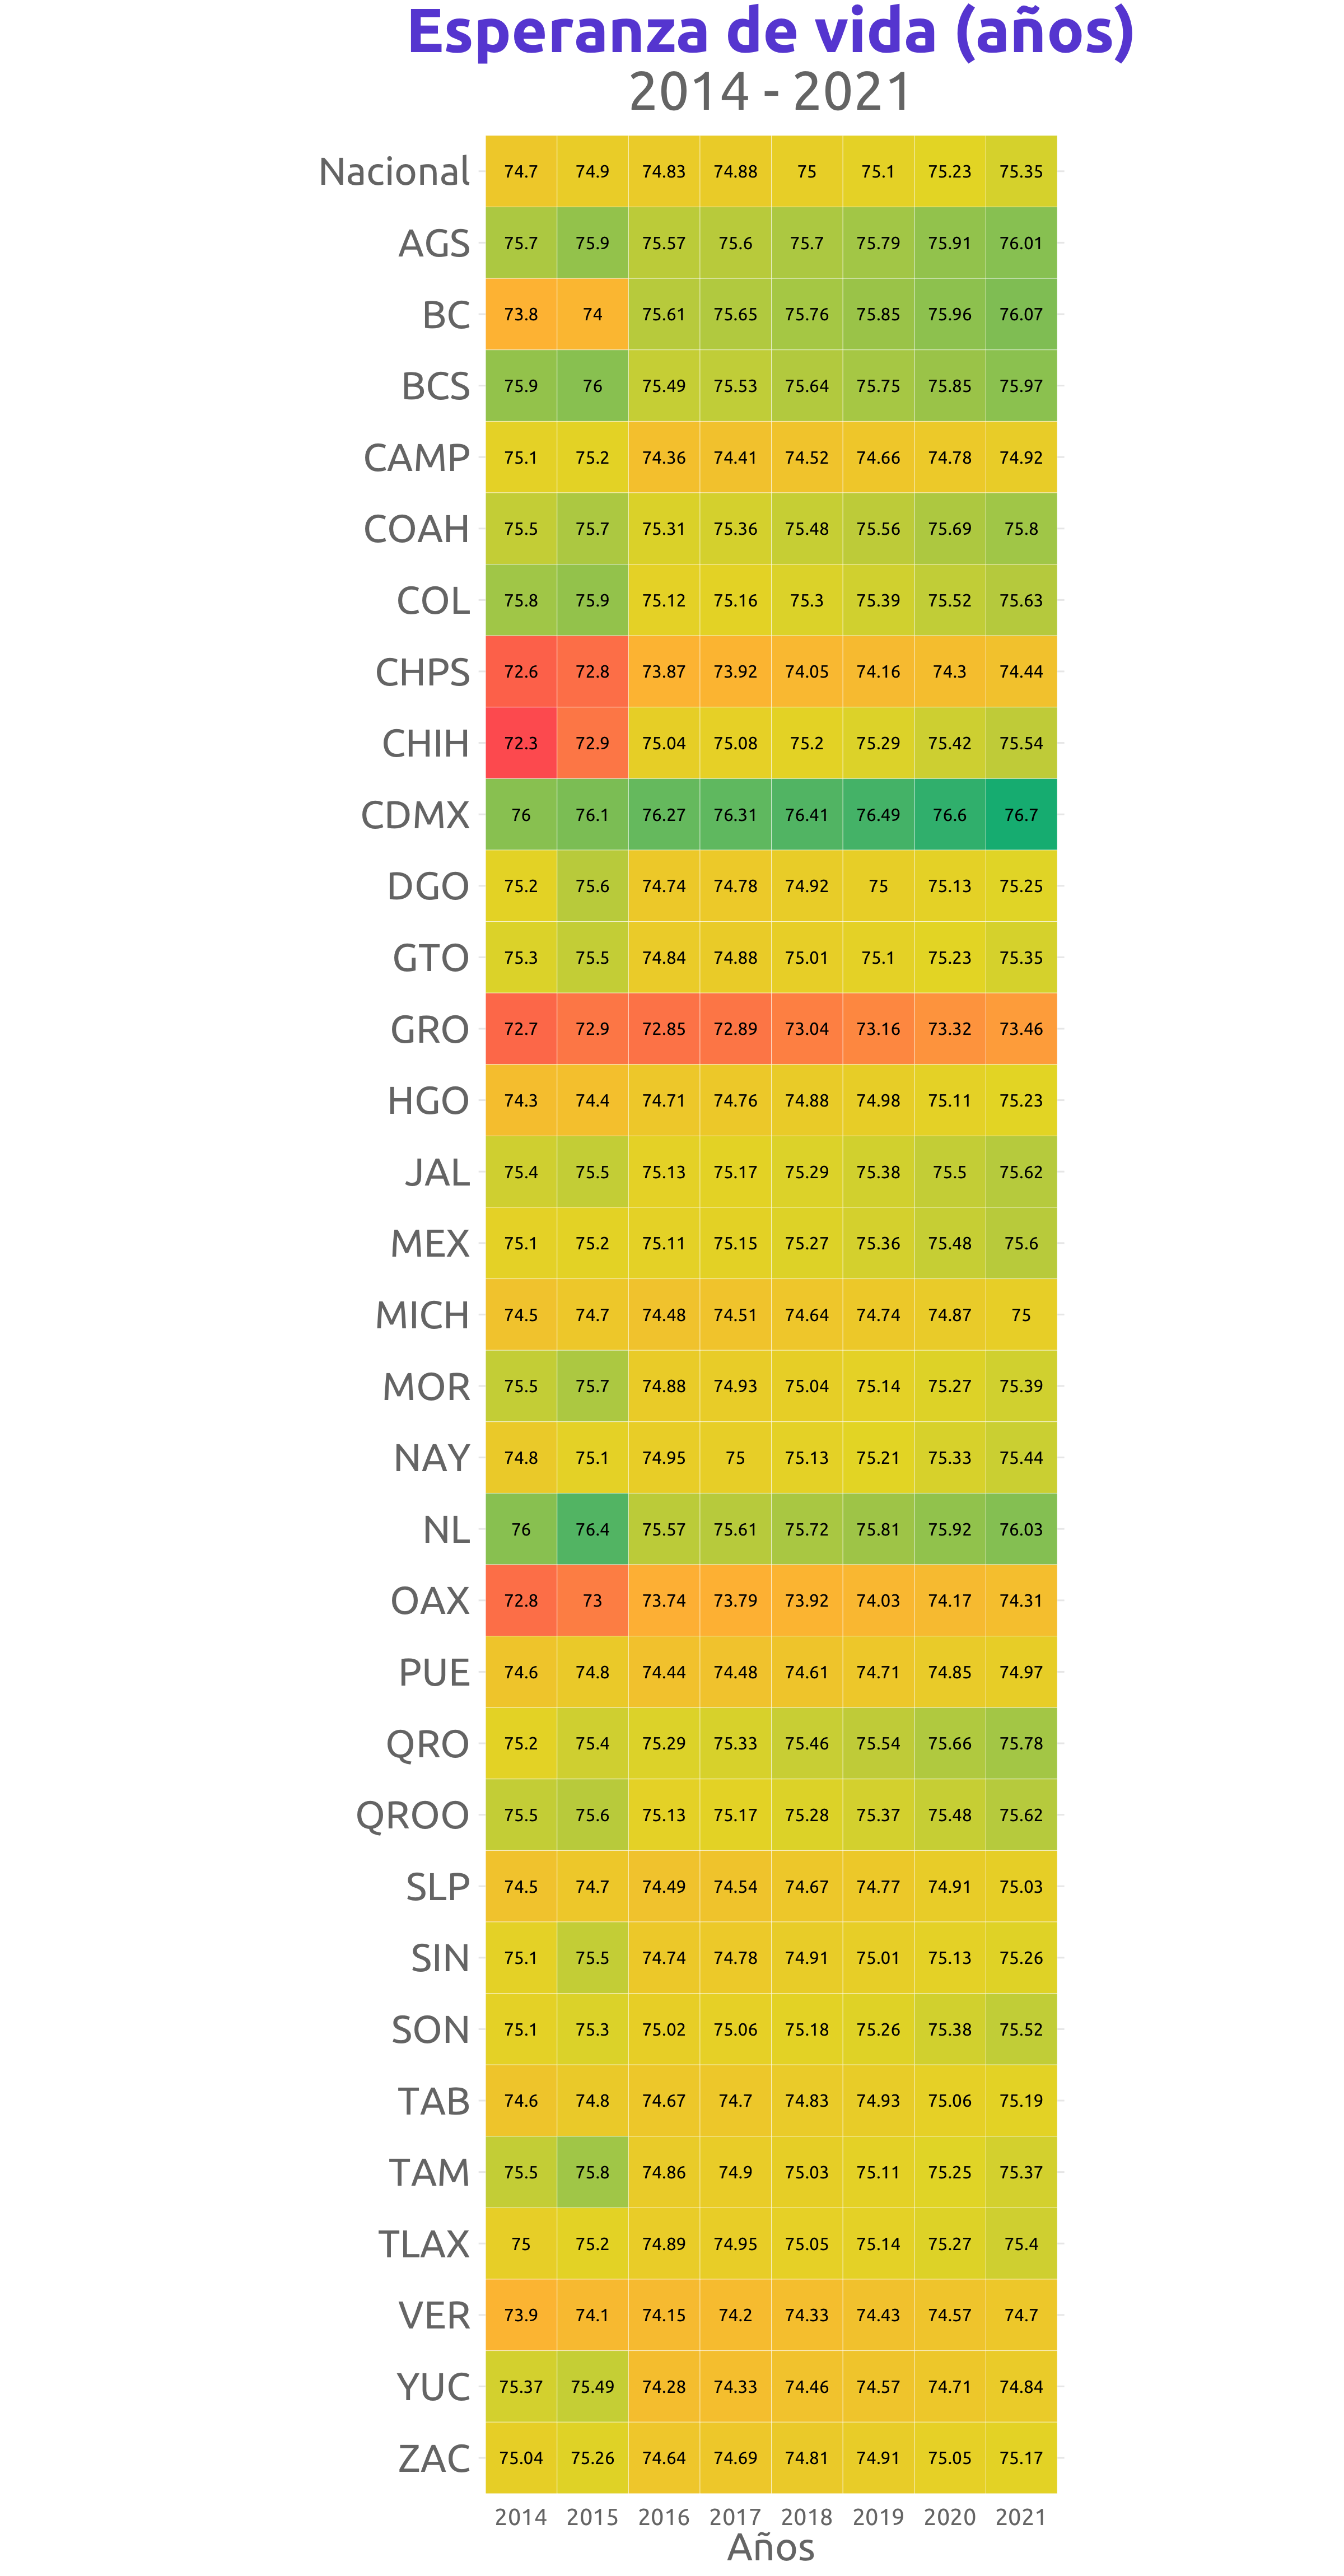 Esperanza de vida (años)
2014 - 2021
Nacional 74.7 74.9 74.83 74.88 75 75.1 75.23 75.35
AGS 75.7 75.9 75.57 75.6 75.7 75.79 75.91 76.01
BC 73.8 74 75.61 75.65 75.76 75.85 75.96 76.07
BCS 75.9 76 75.49 75.53 75.64 75.75 75.85 75.97
CAMP 75.1 75.2 74.36 74.41 74.52 74.66 74.78 74.92
COAH 75.5 75.7 75.31 75.36 75.48 75.56 75.69 75.8
COL 75.8 75.9 75.12 75.16 75.3 75.39 75.52 75.63
CHPS 72.6 72.8 73.87 73.92 74.05 74.16 74.3 74.44
CHIH 72.3 72.9 75.04 75.08 75.2 75.29 75.42 75.54
CDMX 76 76.1 76.27 76.31 76.41 76.49 76.6 76.7
DGO 75.2 75.6 74.74 74.78 74.92 75 75.13 75.25
GTO 75.3 75.5 74.84 74.88 75.01 75.1 75.23 75.35
GRO 72.7 72.9 72.85 72.89 73.04 73.16 73.32 73.46
HGO 74.3 74.4 74.71 74.76 74.88 74.98 75.11 75.23
JAL 75.4 75.5 75.13 75.17 75.29 75.38 75.5 75.62
MEX 75.1 75.2 75.11 75.15 75.27 75.36 75.48 75.6
MICH 74.5 74.7 74.48 74.51 74.64 74.74 74.87 75
MOR 75.5 75.7 74.88 74.93 75.04 75.14 75.27 75.39
NAY 74.8 75.1 74.95 75 75.13 75.21 75.33 75.44
NL 76 76.4 75.57 75.61 75.72 75.81 75.92 76.03
OAX 72.8 73 73.74 73.79 73.92 74.03 74.17 74.31
PUE 74.6 74.8 74.44 74.48 74.61 74.71 74.85 74.97
QRO 75.2 75.4 75.29 75.33 75.46 75.54 75.66 75.78
QROO 75.5 75.6 75.13 75.17 75.28 75.37 75.48 75.62
SLP 74.5 74.7 74.49 74.54 74.67 74.77 74.91 75.03
SIN 75.1 75.5 74.74 74.78 74.91 75.01 75.13 75.26
SON 75.1 75.3 75.02 75.06 75.18 75.26 75.38 75.52
TAB 74.6 74.8 74.67 74.7 74.83 74.93 75.06 75.19
TAM 75.5 75.8 74.86 74.9 75.03 75.11 75.25 75.37
TLAX 75 75.2 74.89 74.95 75.05 75.14 75.27 75.4
VER 73.9 74.1 74.15 74.2 74.33 74.43 74.57 74.7
YUC 75.37 75.49 74.28 74.33 74.46 74.57 74.71 74.84
ZAC 75.04 75.26 74.64 74.69 74.81 74.91 75.05 75.17
2014 2015 2016 2017 2018 2019 2020 2021
Años